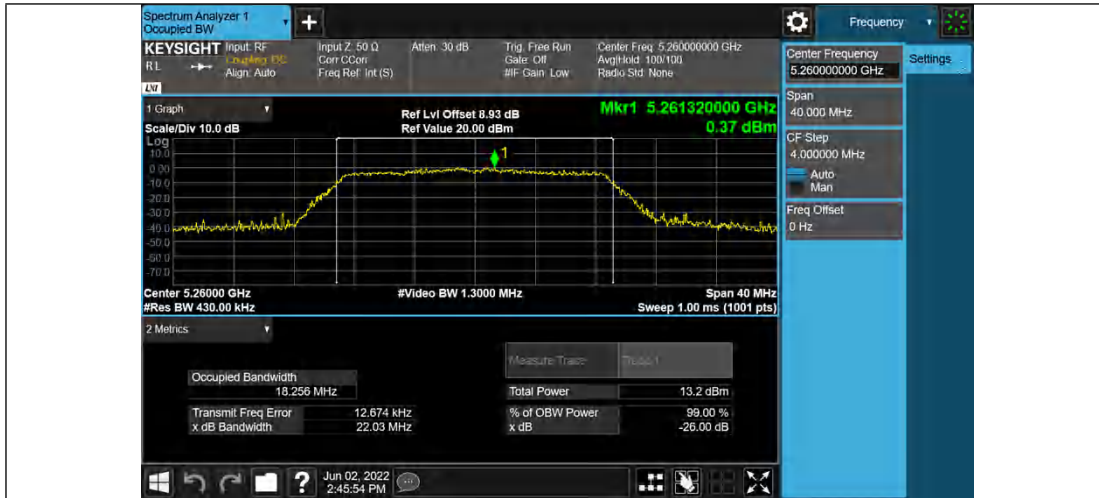 Spectrum Analyzer 1
Occupied BW
+
Frequency
KEYSIGHT
RL
LXI
Input: RF
Coupling: DC
Align: Auto
Input Z: 50 Ω
Corr CCorr
Freq Ref: Int (S)
Atten: 30 dB
Trig: Free Run
Gate: Off
#IF Gain: Low
Center Freq: 5.260000000 GHz
Avg|Hold: 100/100
Radio Std: None
Center Frequency
5.260000000 GHz
Settings
Span
40.000 MHz
CF Step
4.000000 MHz
Auto
Man
Freq Offset
0 Hz
1 Graph
Scale/Div 10.0 dB
Ref Lvl Offset 8.93 dB
Ref Value 20.00 dBm
Mkr1 5.261320000 GHz
0.37 dBm
Log
10.0
0.00
-10.0
-20.0
-30.0
-40.0
-50.0
-60.0
-70.0
1
Center 5.26000 GHz
#Res BW 430.00 kHz
#Video BW 1.3000 MHz
Span 40 MHz
Sweep 1.00 ms (1001 pts)
2 Metrics
Measure Trace
Trace 1
Occupied Bandwidth
18.256 MHz
Total Power 13.2 dBm
Transmit Freq Error 12.674 kHz
% of OBW Power 99.00 %
x dB Bandwidth 22.03 MHz
x dB -26.00 dB
?
Jun 02, 2022
2:45:54 PM